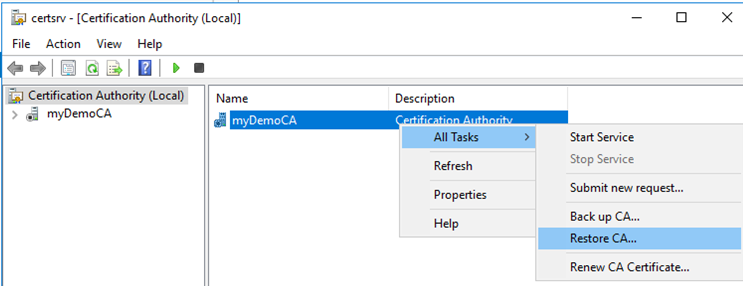 certsrv - [Certification Authority (Local)]
File Action View Help
Certification Authority (Local)
myDemoCA
Name Description
myDemoCA Certification Authority
All Tasks
Refresh
Properties
Help
Start Service
Stop Service
Submit new request...
Back up CA...
Restore CA...
Renew CA Certificate...